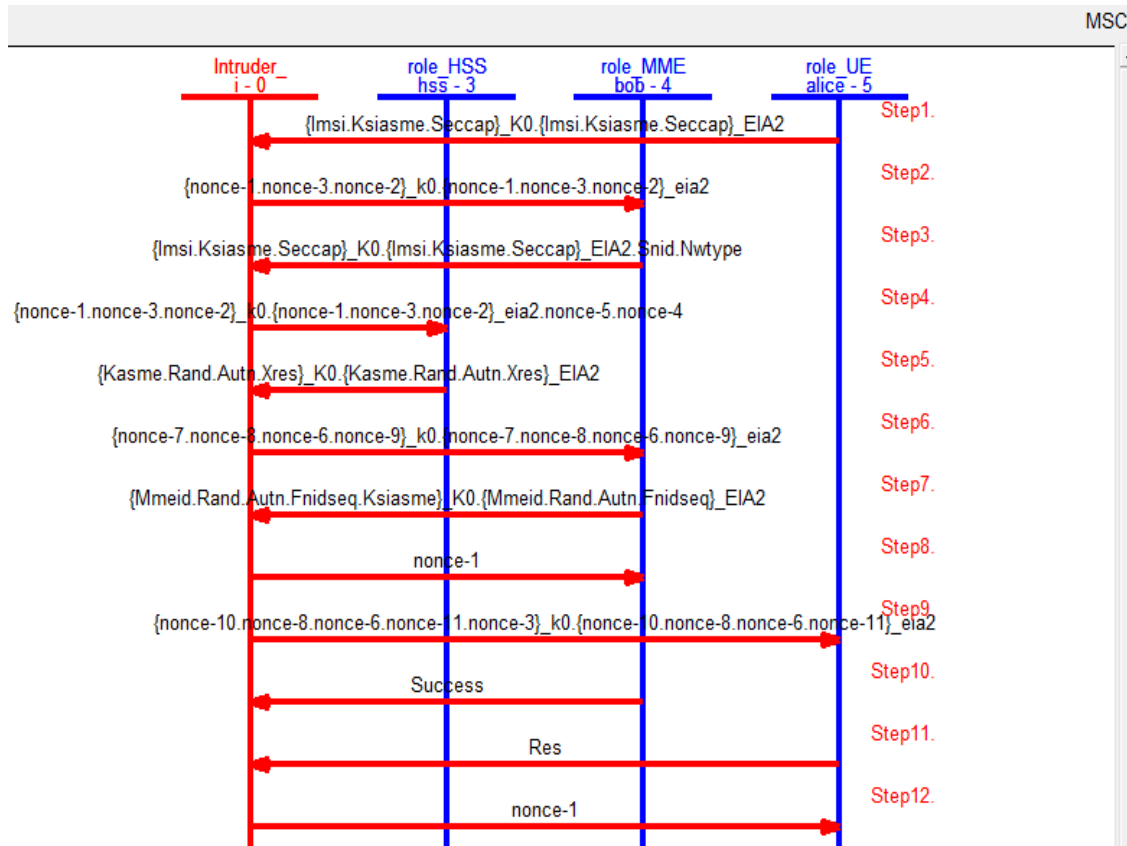 MSC
Intruder_ role_HSS role_MME role_UE
i - 0 hss - 3 bob - 4 alice - 5
Step1.
{Imsi.Ksiasme.Seccap}_K0.{Imsi.Ksiasme.Seccap}_EIA2
Step2.
{nonce-1.nonce-3.nonce-2}_k0.{nonce-1.nonce-3.nonce-2}_eia2
Step3.
{Imsi.Ksiasme.Seccap}_K0.{Imsi.Ksiasme.Seccap}_EIA2.Snid.Nwtype
Step4.
{nonce-1.nonce-3.nonce-2}_k0.{nonce-1.nonce-3.nonce-2}_eia2.nonce-5.nonce-4
Step5.
{Kasme.Rand.Autn.Xres}_K0.{Kasme.Rand.Autn.Xres}_EIA2
Step6.
{nonce-7.nonce-8.nonce-6.nonce-9}_k0.{nonce-7.nonce-8.nonce-6.nonce-9}_eia2
Step7.
{Mmeid.Rand.Autn.Fnidseq.Ksiasme}_K0.{Mmeid.Rand.Autn.Fnidseq}_EIA2
Step8.
nonce-1
Step9
{nonce-10.nonce-8.nonce-6.nonce-11.nonce-3}_k0.{nonce-10.nonce-8.nonce-6.nonce-11}_eia2
Step10.
Success
Step11.
Res
Step12.
nonce-1